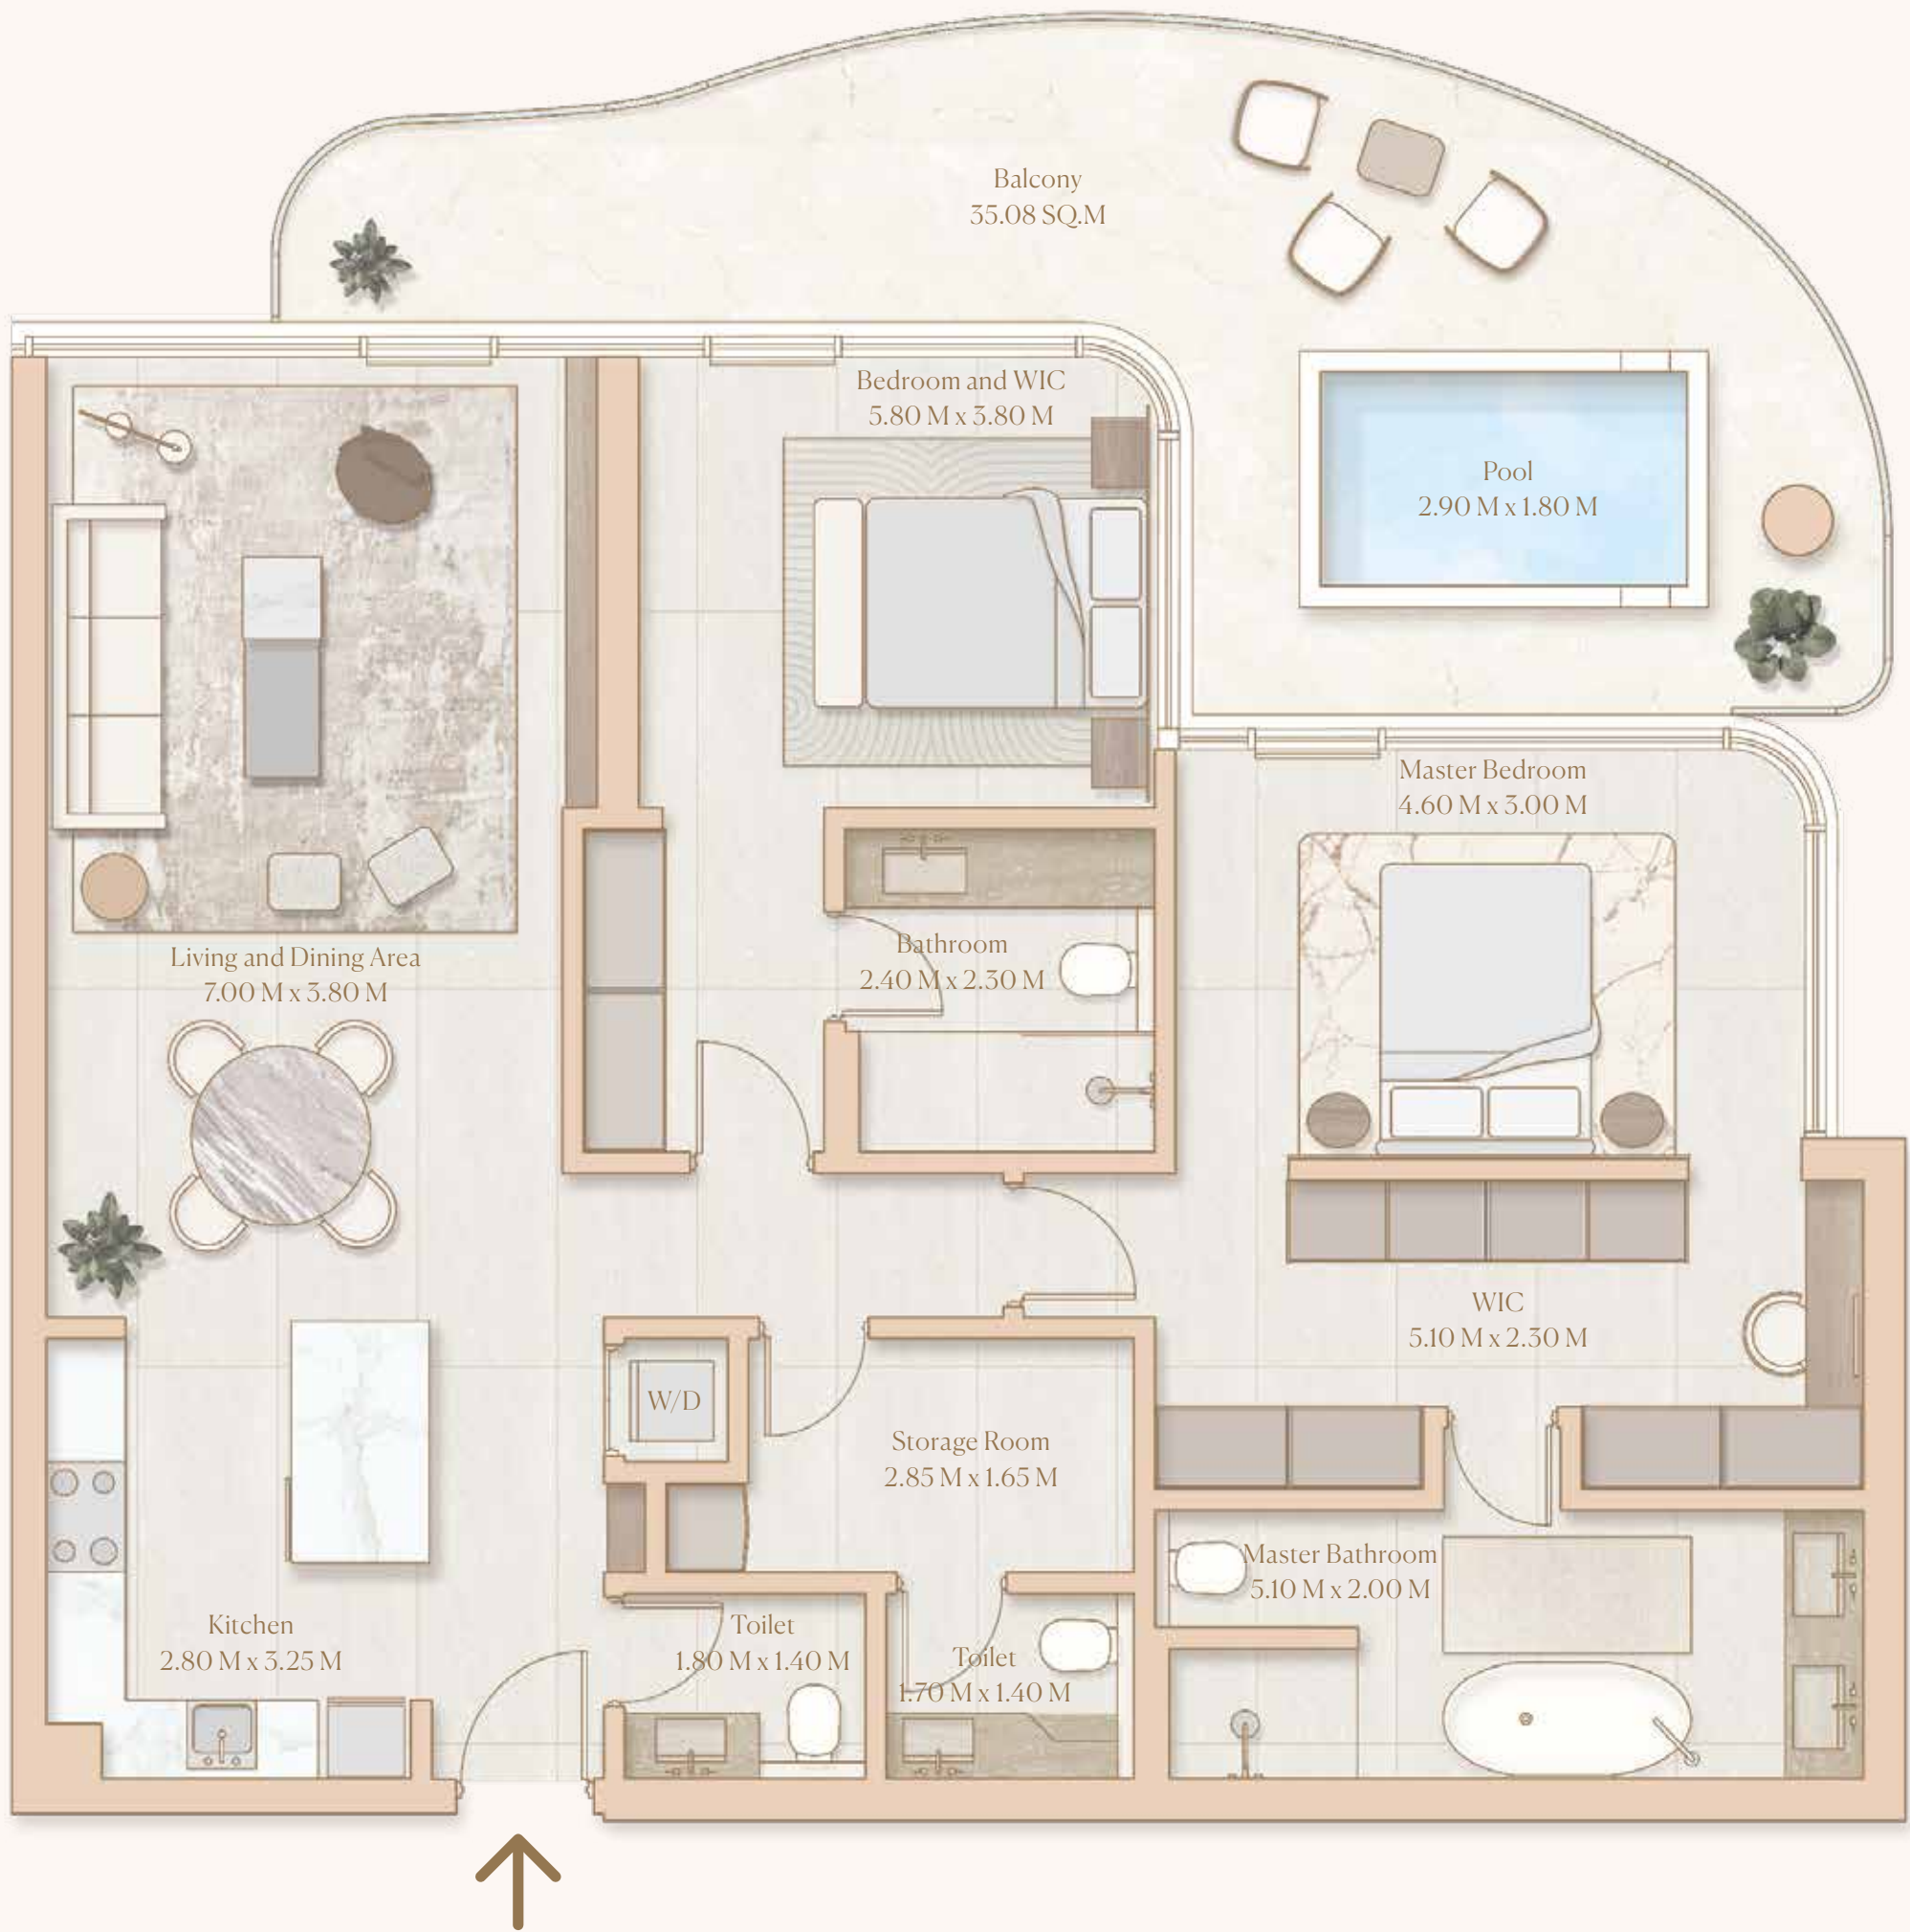 Balcony
35.08 SQ.M
Bedroom and WIC
5.80 M x 3.80 M
Pool
2.90 M x 1.80 M
Master Bedroom
4.60 M x 3.00 M
Bathroom
2.40 M x 2.30 M
Living and Dining Area
7.00 M x 3.80 M
WIC
5.10 M x 2.30 M
W/D
Storage Room
2.85 M x 1.65 M
Master Bathroom
5.10 M x 2.00 M
Kitchen
2.80 M x 3.25 M
Toilet
1.80 M x 1.40 M
Toilet
1.70 M x 1.40 M